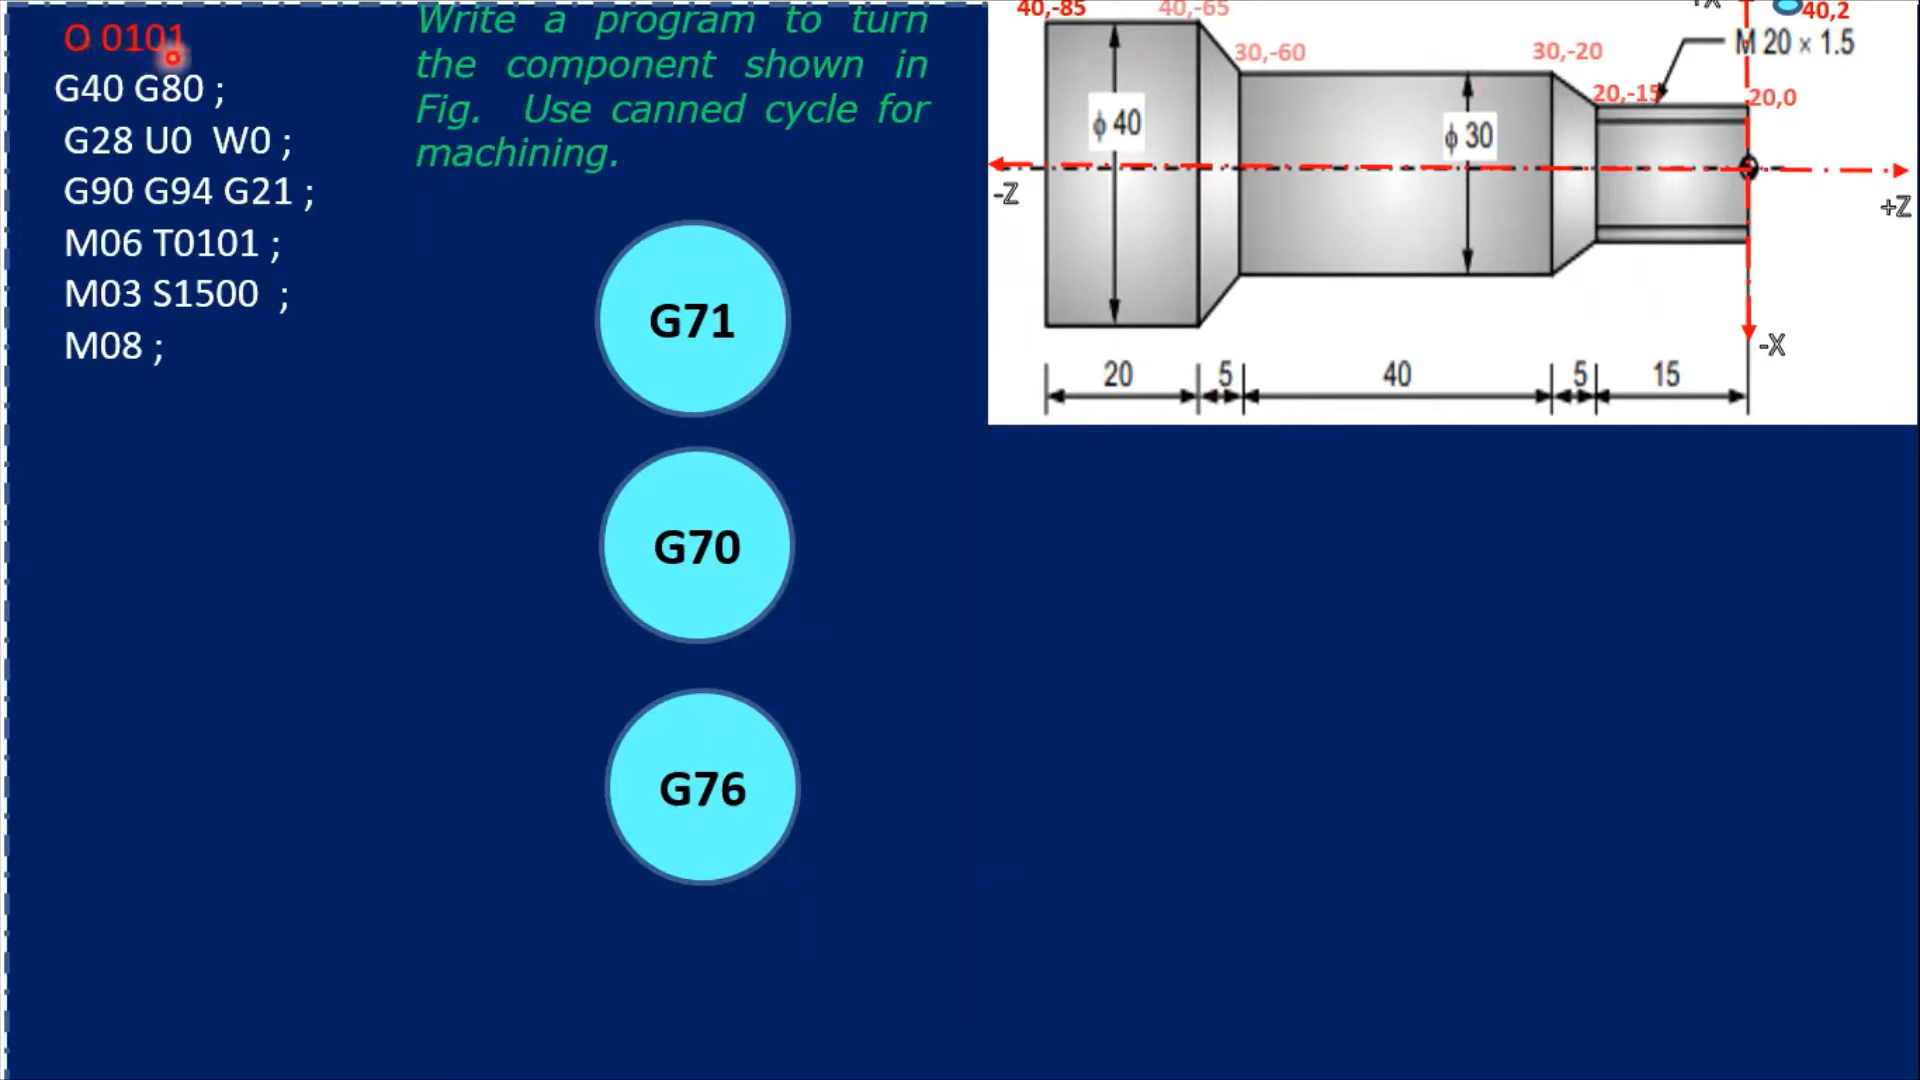 O 0101
G40 G80 ;
G28 U0 W0 ;
G90 G94 G21 ;
M06 T0101 ;
M03 S1500 ;
M08 ;
Write a program to turn
the component shown in
Fig. Use canned cycle for
machining.
G71
G70
G76
40,-85
40,-65
+X
40,2
30,-60
30,-20
M 20 × 1.5
20,-15
20,0
ϕ 40
ϕ 30
-Z
+Z
-X
20
5
40
5
15